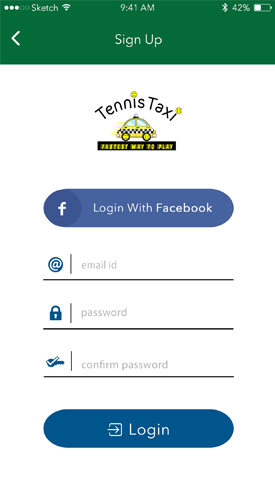 Sketch 9:41 AM 42%
Sign Up
Tennis Taxi
FASTEST WAY TO PLAY
f Login With Facebook
@ email id
password
confirm password
Login